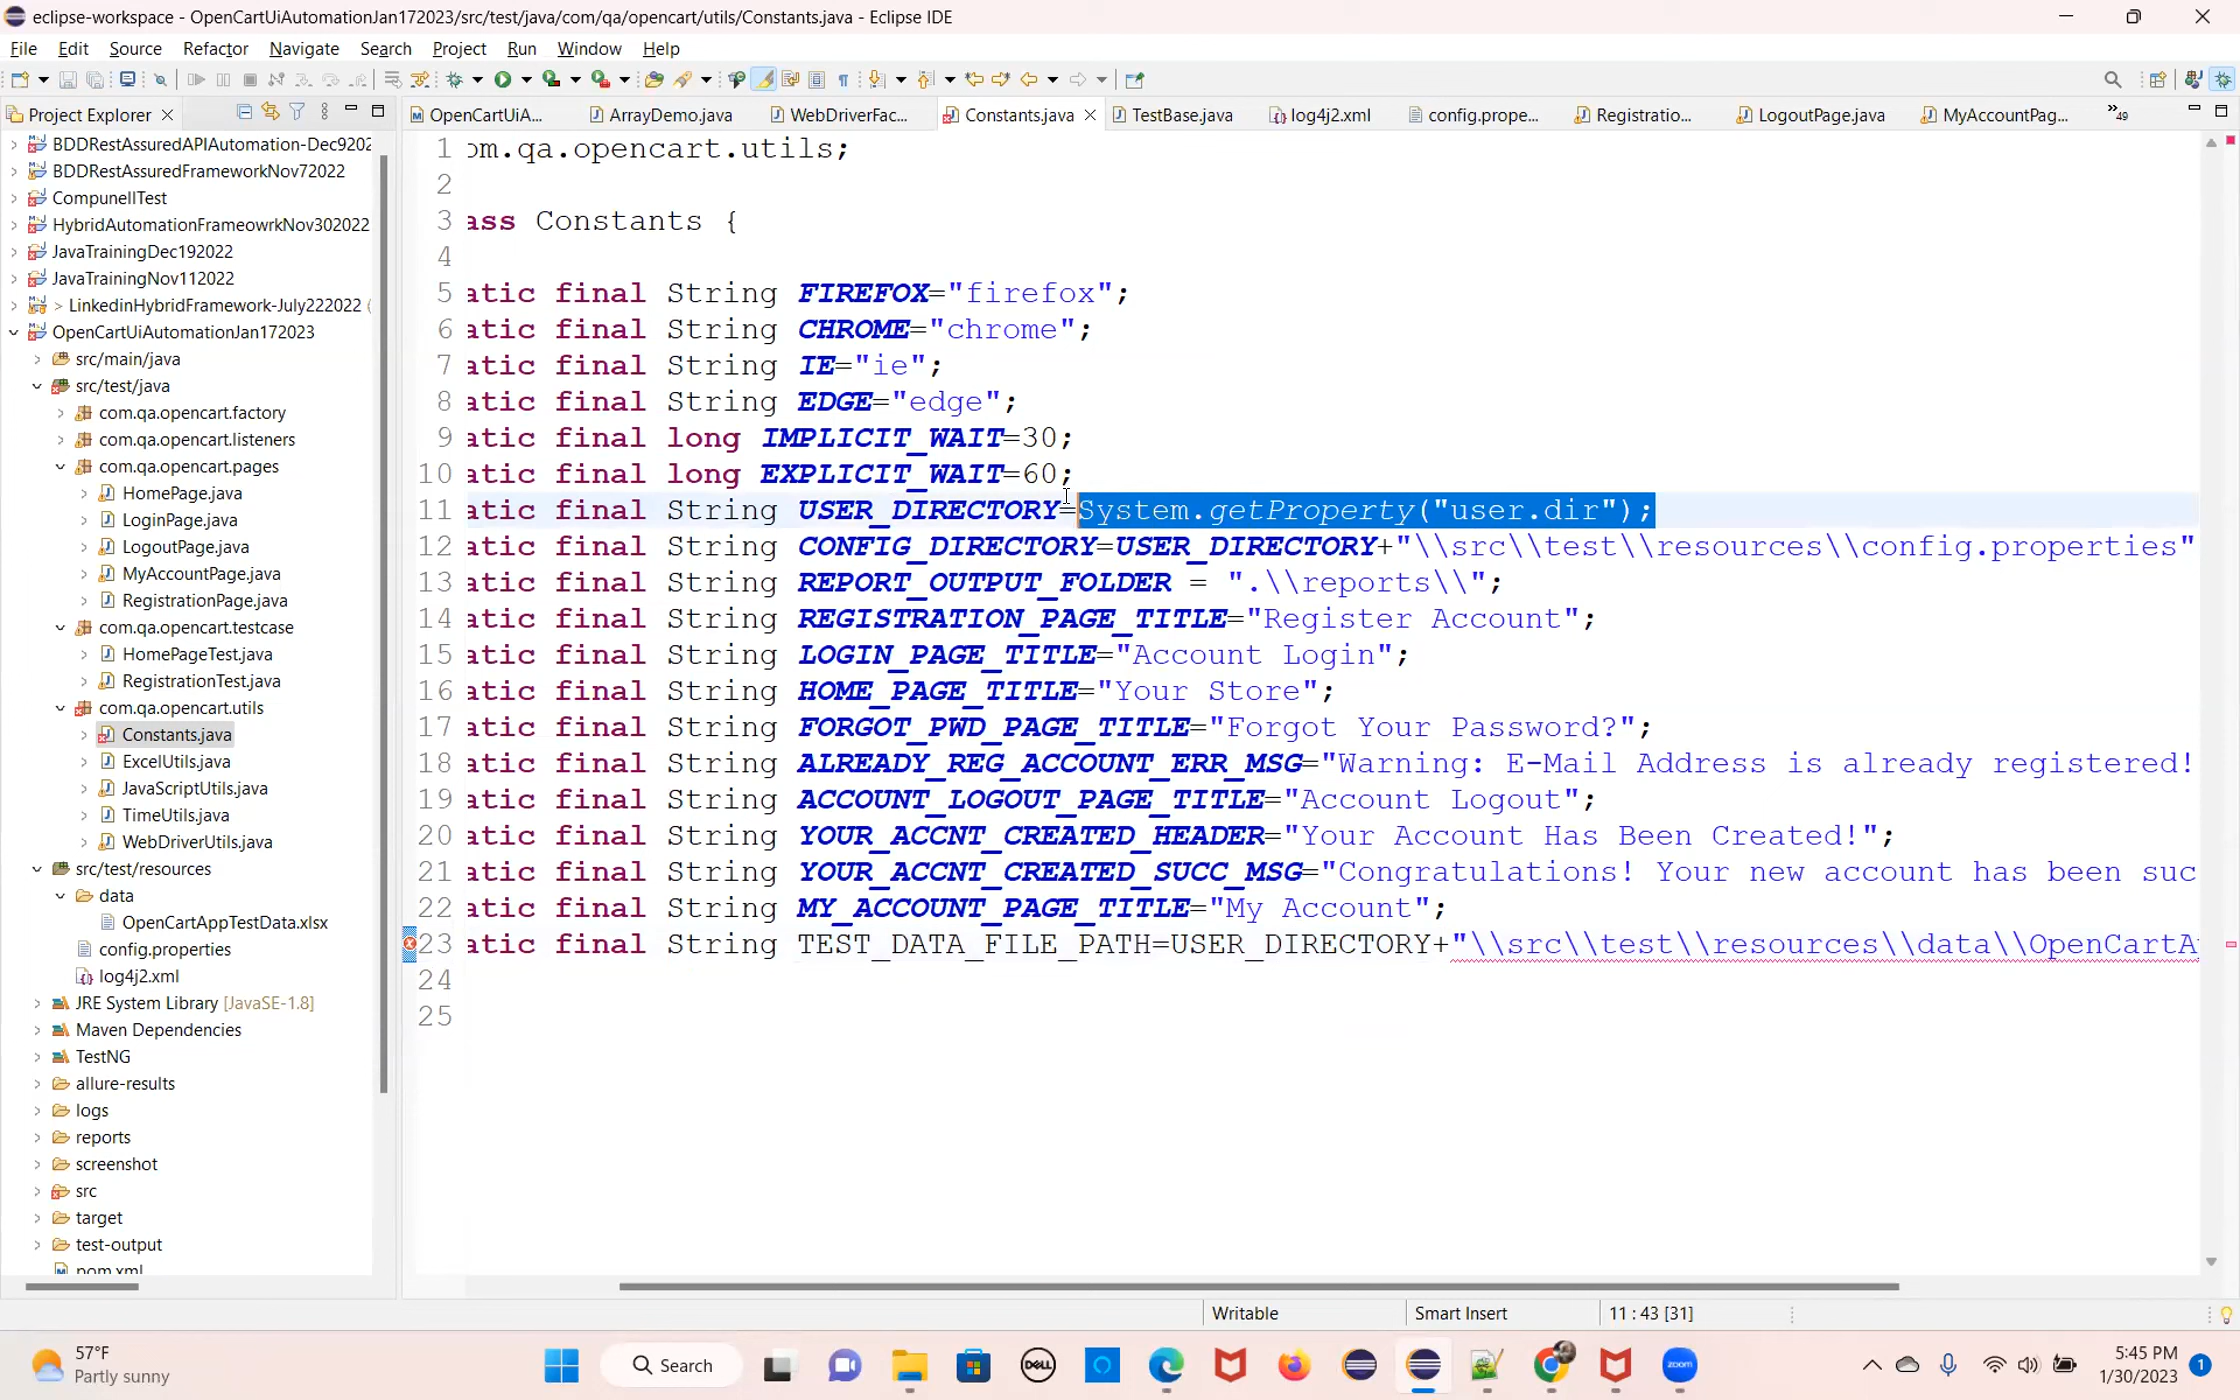 eclipse-workspace - OpenCartUiAutomationJan172023/src/test/java/com/qa/opencart/utils/Constants.java - Eclipse IDE
File Edit Source Refactor Navigate Search Project Run Window Help
Project Explorer
OpenCartUiA... ArrayDemo.java WebDriverFac... Constants.java TestBase.java log4j2.xml config.prope... Registratio... LogoutPage.java MyAccountPag... »49
BDDRestAssuredAPIAutomation-Dec9202
BDDRestAssuredFrameworkNov72022
CompunellTest
HybridAutomationFrameowrkNov302022
JavaTrainingDec192022
JavaTrainingNov112022
> LinkedinHybridFramework-July222022 (
OpenCartUiAutomationJan172023
src/main/java
src/test/java
com.qa.opencart.factory
com.qa.opencart.listeners
com.qa.opencart.pages
HomePage.java
LoginPage.java
LogoutPage.java
MyAccountPage.java
RegistrationPage.java
com.qa.opencart.testcase
HomePageTest.java
RegistrationTest.java
com.qa.opencart.utils
Constants.java
ExcelUtils.java
JavaScriptUtils.java
TimeUtils.java
WebDriverUtils.java
src/test/resources
data
OpenCartAppTestData.xlsx
config.properties
log4j2.xml
JRE System Library [JavaSE-1.8]
Maven Dependencies
TestNG
allure-results
logs
reports
screenshot
src
target
test-output
pom.xml
1 om.qa.opencart.utils;
2
3 ass Constants {
4
5 atic final String FIREFOX="firefox";
6 atic final String CHROME="chrome";
7 atic final String IE="ie";
8 atic final String EDGE="edge";
9 atic final long IMPLICIT_WAIT=30;
10 atic final long EXPLICIT_WAIT=60;
11 atic final String USER_DIRECTORY=System.getProperty("user.dir");
12 atic final String CONFIG_DIRECTORY=USER_DIRECTORY+"\\src\\test\\resources\\config.properties"
13 atic final String REPORT_OUTPUT_FOLDER = ".\\reports\\";
14 atic final String REGISTRATION_PAGE_TITLE="Register Account";
15 atic final String LOGIN_PAGE_TITLE="Account Login";
16 atic final String HOME_PAGE_TITLE="Your Store";
17 atic final String FORGOT_PWD_PAGE_TITLE="Forgot Your Password?";
18 atic final String ALREADY_REG_ACCOUNT_ERR_MSG="Warning: E-Mail Address is already registered!
19 atic final String ACCOUNT_LOGOUT_PAGE_TITLE="Account Logout";
20 atic final String YOUR_ACCNT_CREATED_HEADER="Your Account Has Been Created!";
21 atic final String YOUR_ACCNT_CREATED_SUCC_MSG="Congratulations! Your new account has been suc
22 atic final String MY_ACCOUNT_PAGE_TITLE="My Account";
23 atic final String TEST_DATA_FILE_PATH=USER_DIRECTORY+"\\src\\test\\resources\\data\\OpenCartA
24
25
Writable Smart Insert 11 : 43 [31]
57°F
Partly sunny
Search
DELL
zoom
5:45 PM
1/30/2023
1